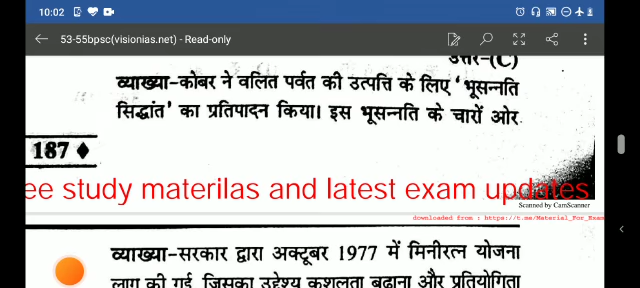 10:02
53-55bpsc(visionias.net) - Read-only
उत्तर-(C)
व्याख्या-कोबर ने वलित पर्वत की उत्पत्ति के लिए 'भूसन्नति
सिद्धांत' का प्रतिपादन किया। इस भूसन्नति के चारों ओर
187
ee study materilas and latest exam updates
Scanned by CamScanner
downloaded from : https://t.me/Material_For_Exam
व्याख्या-सरकार द्वारा अक्टूबर 1977 में मिनीरत्न योजना
लागू की गई, जिसका उद्देश्य कुशलता बढ़ाना और प्रतियोगिता